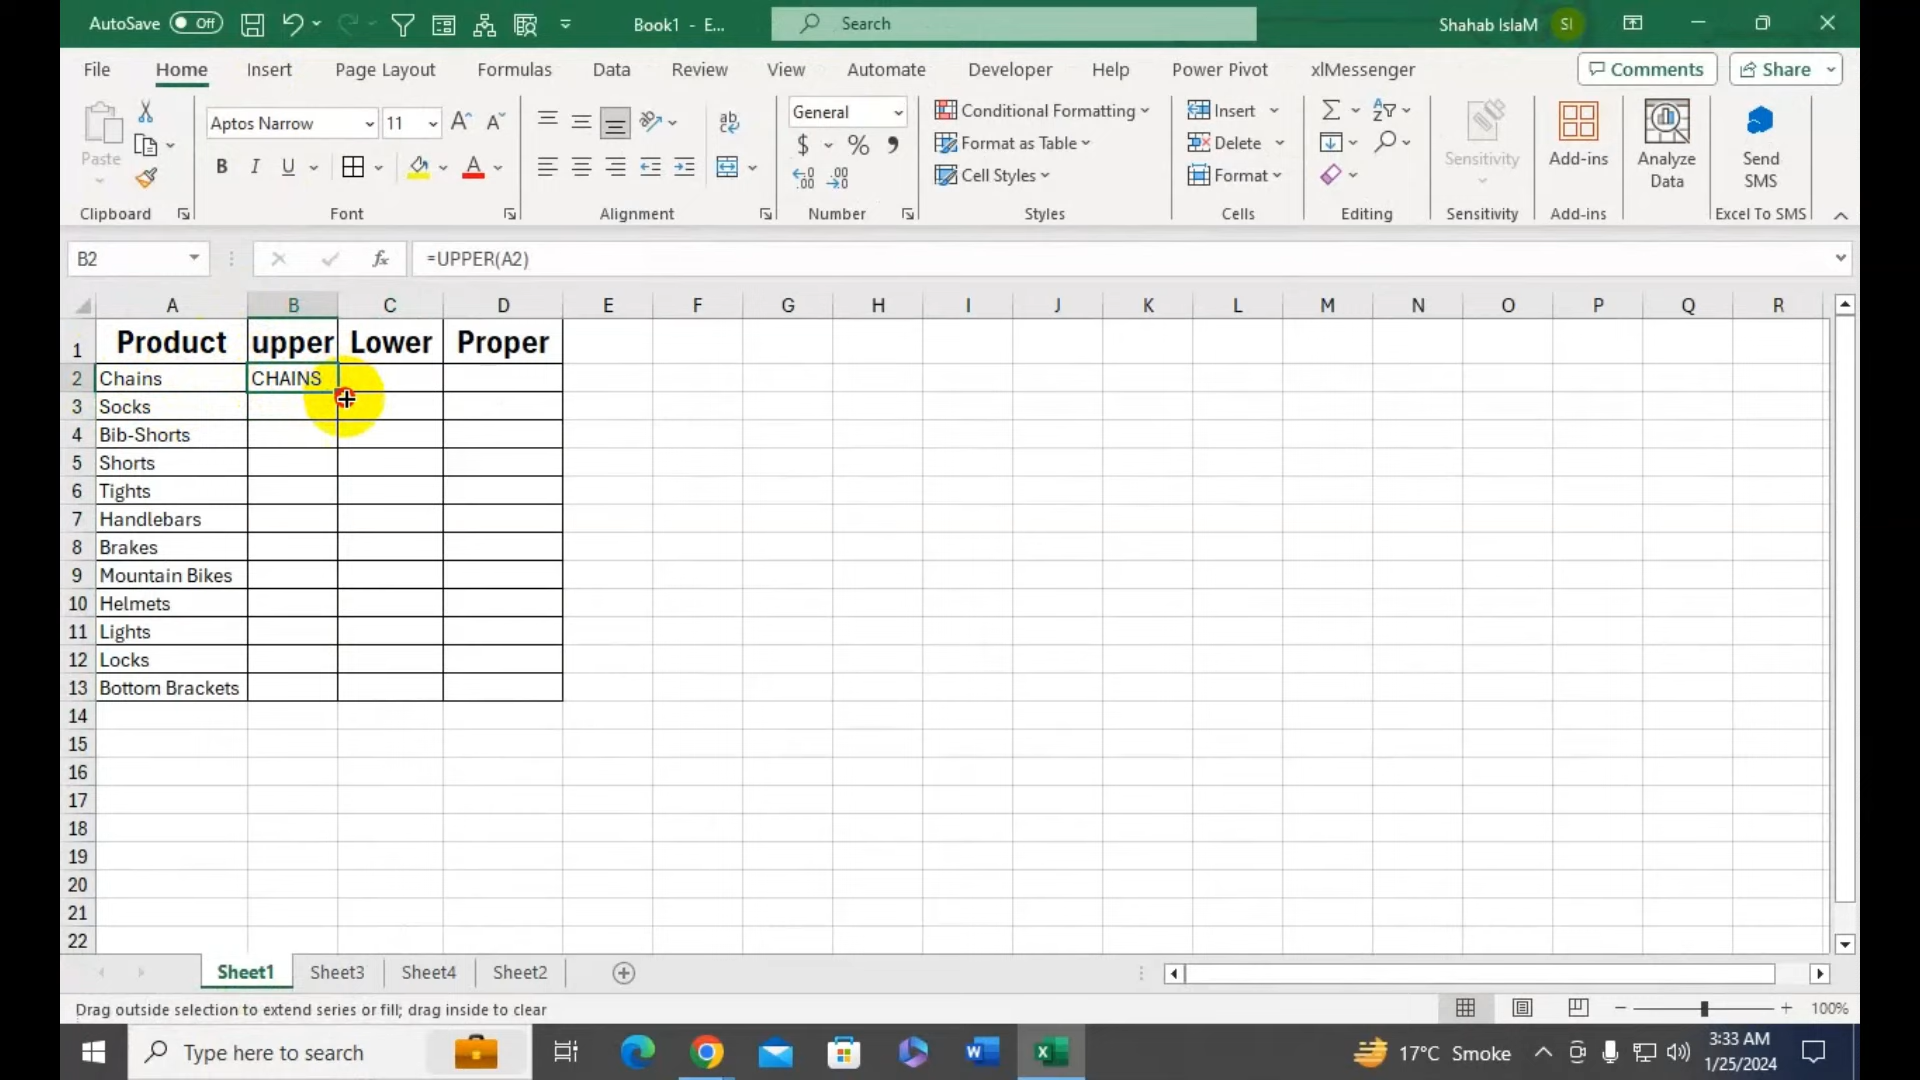 AutoSave Off Book1 - E... Search Shahab IslaM SI
File Home Insert Page Layout Formulas Data Review View Automate Developer Help Power Pivot xlMessenger Comments Share
Paste
Aptos Narrow 11 A A
B I U A
ab
General
$ % 9
.00
Conditional Formatting
Format as Table
Cell Styles
Insert
Delete
Format
Sensitivity
Add-ins
Analyze Data
Send SMS
Clipboard Font Alignment Number Styles Cells Editing Sensitivity Add-ins Excel To SMS
B2 fx =UPPER(A2)
A B C D E F G H I J K L M N O P Q R
1 Product upper Lower Proper
2 Chains CHAINS
3 Socks
4 Bib-Shorts
5 Shorts
6 Tights
7 Handlebars
8 Brakes
9 Mountain Bikes
10 Helmets
11 Lights
12 Locks
13 Bottom Brackets
14
15
16
17
18
19
20
21
22
Sheet1 Sheet3 Sheet4 Sheet2
Drag outside selection to extend series or fill; drag inside to clear 100%
Type here to search 17°C Smoke 3:33 AM
1/25/2024